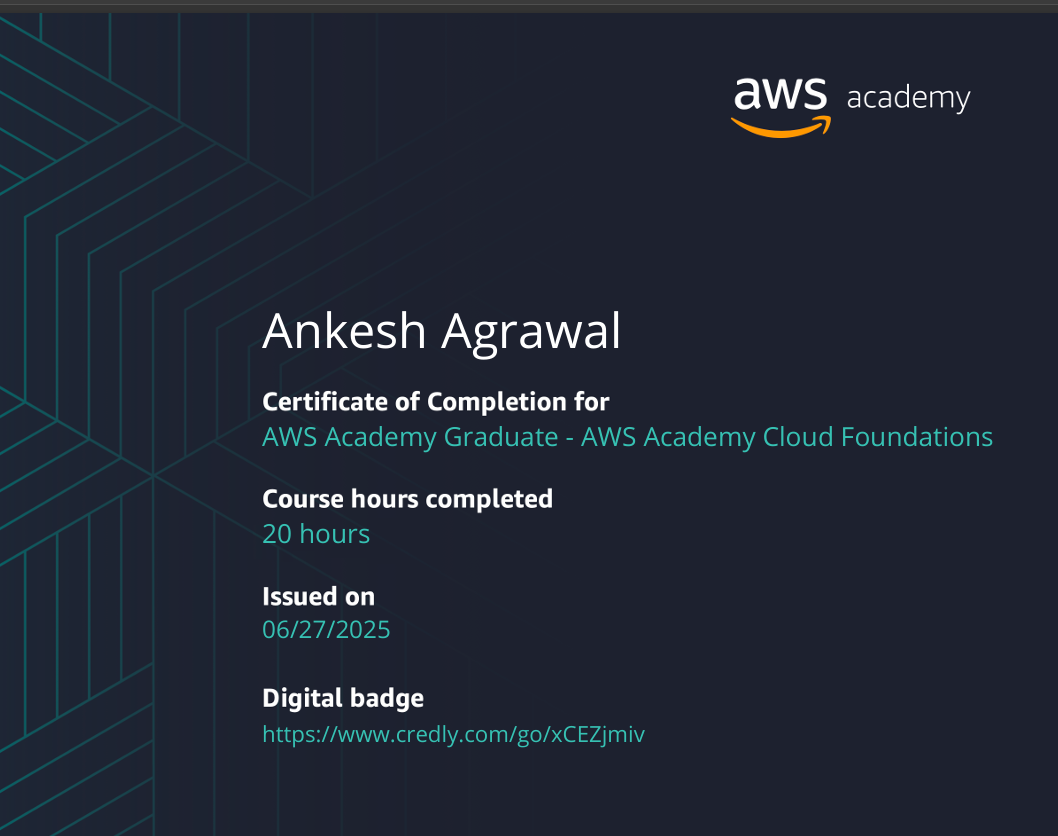 aws academy
Ankesh Agrawal
Certificate of Completion for
AWS Academy Graduate - AWS Academy Cloud Foundations
Course hours completed
20 hours
Issued on
06/27/2025
Digital badge
https://www.credly.com/go/xCEZjmiv